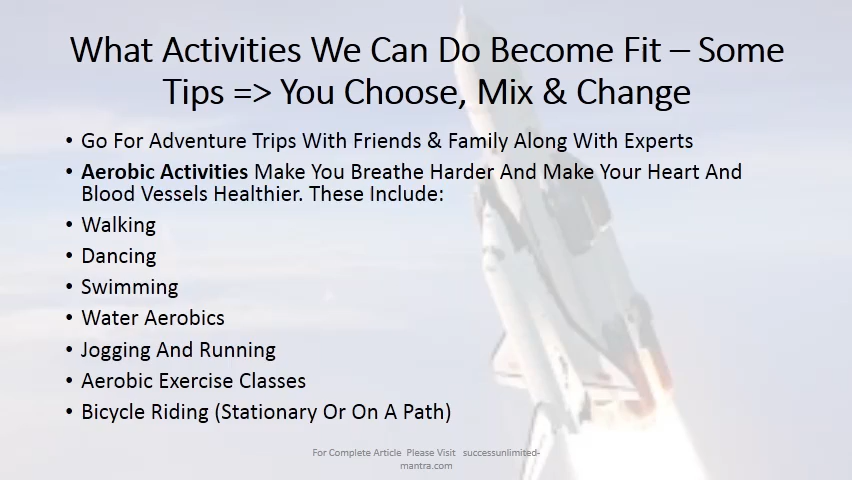 What Activities We Can Do Become Fit – Some
Tips => You Choose, Mix & Change
• Go For Adventure Trips With Friends & Family Along With Experts
• Aerobic Activities Make You Breathe Harder And Make Your Heart And
Blood Vessels Healthier. These Include:
• Walking
• Dancing
• Swimming
• Water Aerobics
• Jogging And Running
• Aerobic Exercise Classes
• Bicycle Riding (Stationary Or On A Path)
For Complete Article Please Visit successunlimited-
mantra.com